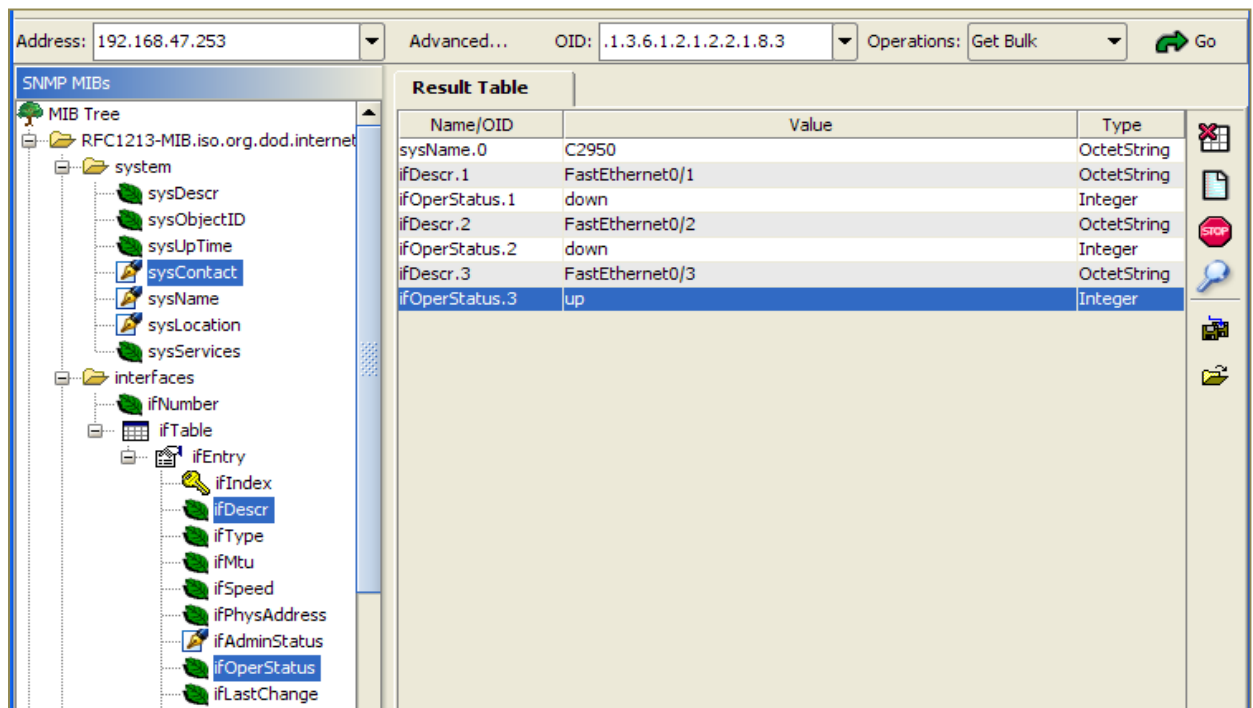 Address: 192.168.47.253 Advanced... OID: .1.3.6.1.2.1.2.2.1.8.3 Operations: Get Bulk Go
SNMP MIBs
MIB Tree
RFC1213-MIB.iso.org.dod.internet
system
sysDescr
sysObjectID
sysUpTime
sysContact
sysName
sysLocation
sysServices
interfaces
ifNumber
ifTable
ifEntry
ifIndex
ifDescr
ifType
ifMtu
ifSpeed
ifPhysAddress
ifAdminStatus
ifOperStatus
ifLastChange
Result Table
Name/OID Value Type
sysName.0 C2950 OctetString
ifDescr.1 FastEthernet0/1 OctetString
ifOperStatus.1 down Integer
ifDescr.2 FastEthernet0/2 OctetString
ifOperStatus.2 down Integer
ifDescr.3 FastEthernet0/3 OctetString
ifOperStatus.3 up Integer
STOP